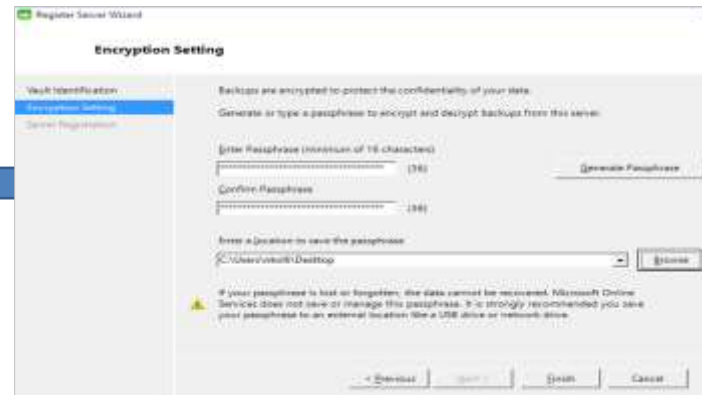 Register Server Wizard
Encryption Setting
Vault Identification
Encryption Setting
Server Registration
Backups are encrypted to protect the confidentiality of your data.
Generate or type a passphrase to encrypt and decrypt backups from this server.
Enter Passphrase (minimum of 16 characters)
(36)
Generate Passphrase
Confirm Passphrase
(36)
Enter a location to save the passphrase
Browse
If your passphrase is lost or forgotten, the data cannot be recovered. Microsoft Online
Services does not save or manage this passphrase. It is strongly recommended you save
your passphrase to an external location like a USB drive or network drive.
< Previous
Next >
Finish
Cancel